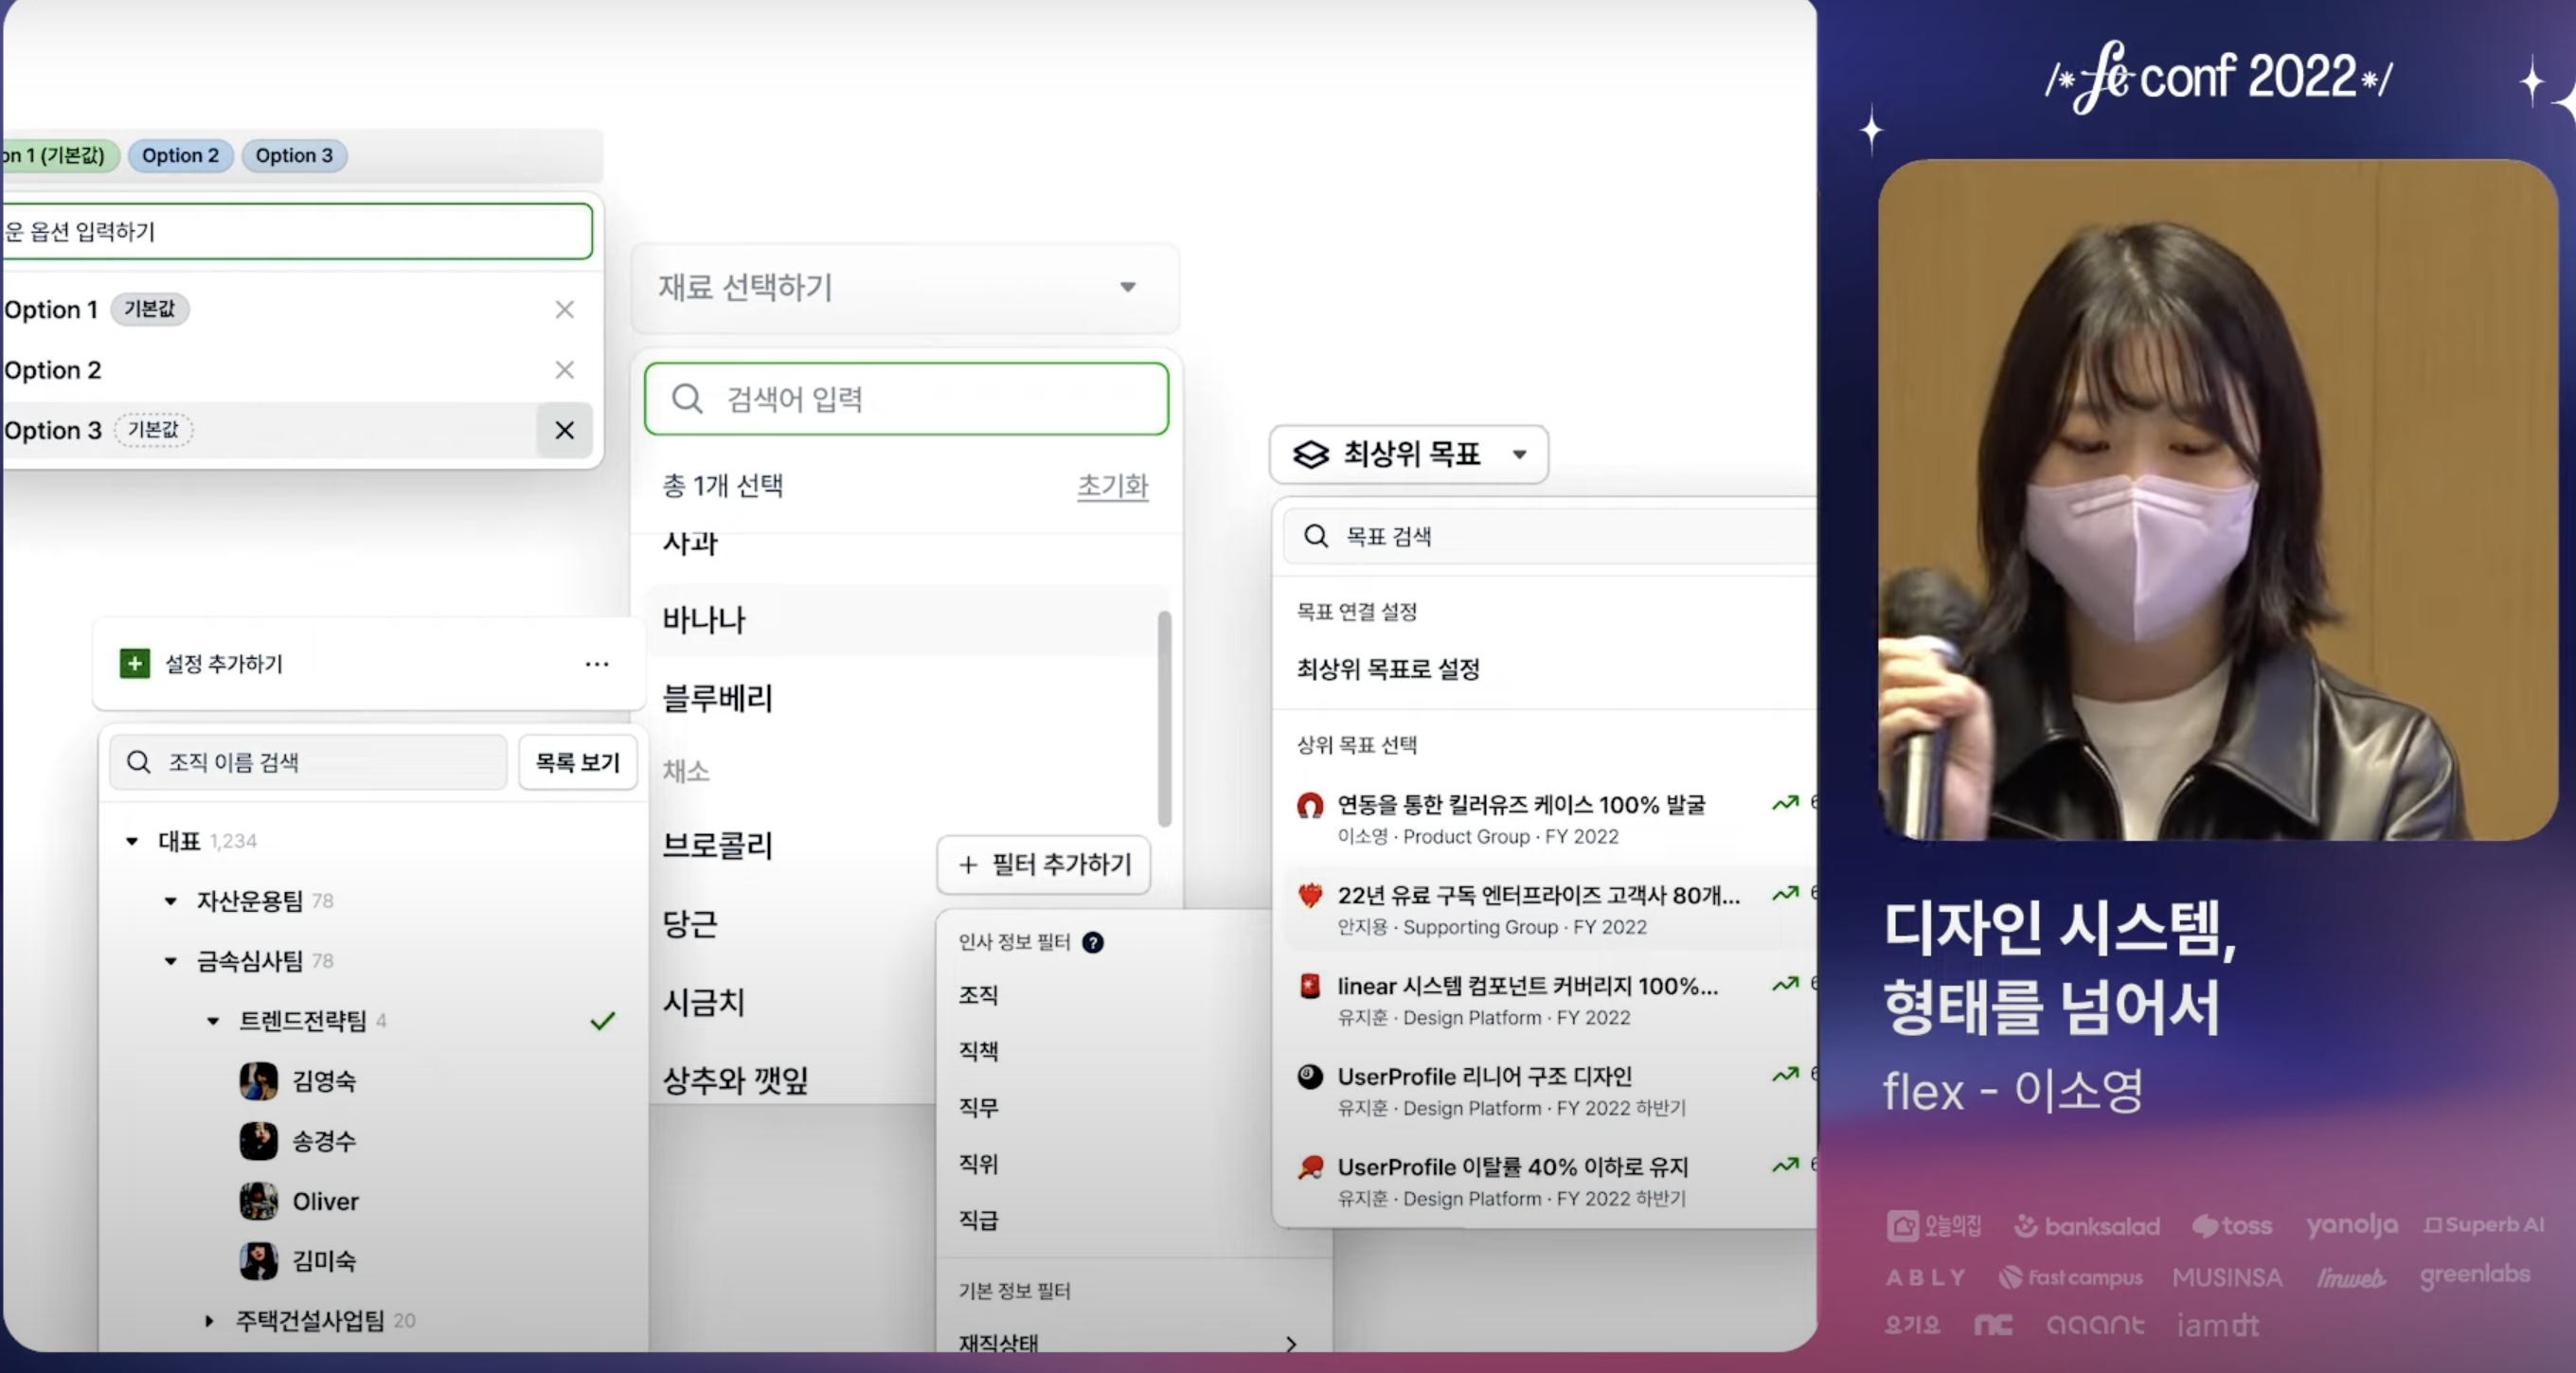 on 1 (기본값) Option 2 Option 3
운 옵션 입력하기
Option 1 기본값
Option 2
Option 3 기본값
설정 추가하기
조직 이름 검색 목록 보기
대표 1,234
자산운용팀 78
금속심사팀 78
트렌드전략팀 4
김영숙
송경수
Oliver
김미숙
주택건설사업팀 20
재료 선택하기
검색어 입력
총 1개 선택 초기화
사과
바나나
블루베리
채소
브로콜리
당근
시금치
상추와 깻잎
+ 필터 추가하기
인사 정보 필터 ?
조직
직책
직무
직위
직급
기본 정보 필터
재직상태
최상위 목표
목표 검색
목표 연결 설정
최상위 목표로 설정
상위 목표 선택
연동을 통한 킬러유즈 케이스 100% 발굴
이소영 · Product Group · FY 2022
22년 유료 구독 엔터프라이즈 고객사 80개...
안지용 · Supporting Group · FY 2022
linear 시스템 컴포넌트 커버리지 100%...
유지훈 · Design Platform · FY 2022
UserProfile 리니어 구조 디자인
유지훈 · Design Platform · FY 2022 하반기
UserProfile 이탈률 40% 이하로 유지
유지훈 · Design Platform · FY 2022 하반기
/*fe conf 2022*/
디자인 시스템,
형태를 넘어서
flex - 이소영
오늘의집 banksalad toss yanolja Superb AI
ABLY Fastcampus MUSINSA imweb greenlabs
요기요 nc aaant iamdt